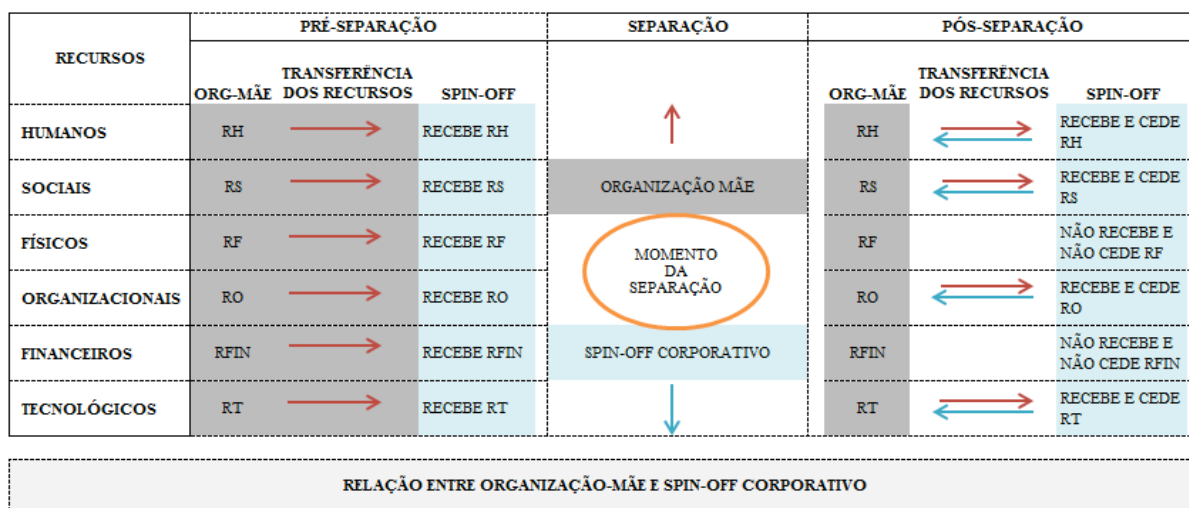 RECURSOS
PRÉ-SEPARAÇÃO
SEPARAÇÃO
PÓS-SEPARAÇÃO
ORG-MÃE
TRANSFERÊNCIA
DOS RECURSOS
SPIN-OFF
ORG-MÃE
TRANSFERÊNCIA
DOS RECURSOS
SPIN-OFF
HUMANOS
RH
RECEBE RH
RH
RECEBE E CEDE
RH
SOCIAIS
RS
RECEBE RS
ORGANIZAÇÃO MÃE
RS
RECEBE E CEDE
RS
FÍSICOS
RF
RECEBE RF
MOMENTO
DA
SEPARAÇÃO
RF
NÃO RECEBE E
NÃO CEDE RF
ORGANIZACIONAIS
RO
RECEBE RO
RO
RECEBE E CEDE
RO
FINANCEIROS
RFIN
RECEBE RFIN
SPIN-OFF CORPORATIVO
RFIN
NÃO RECEBE E
NÃO CEDE RFIN
TECNOLÓGICOS
RT
RECEBE RT
RT
RECEBE E CEDE
RT
RELAÇÃO ENTRE ORGANIZAÇÃO-MÃE E SPIN-OFF CORPORATIVO